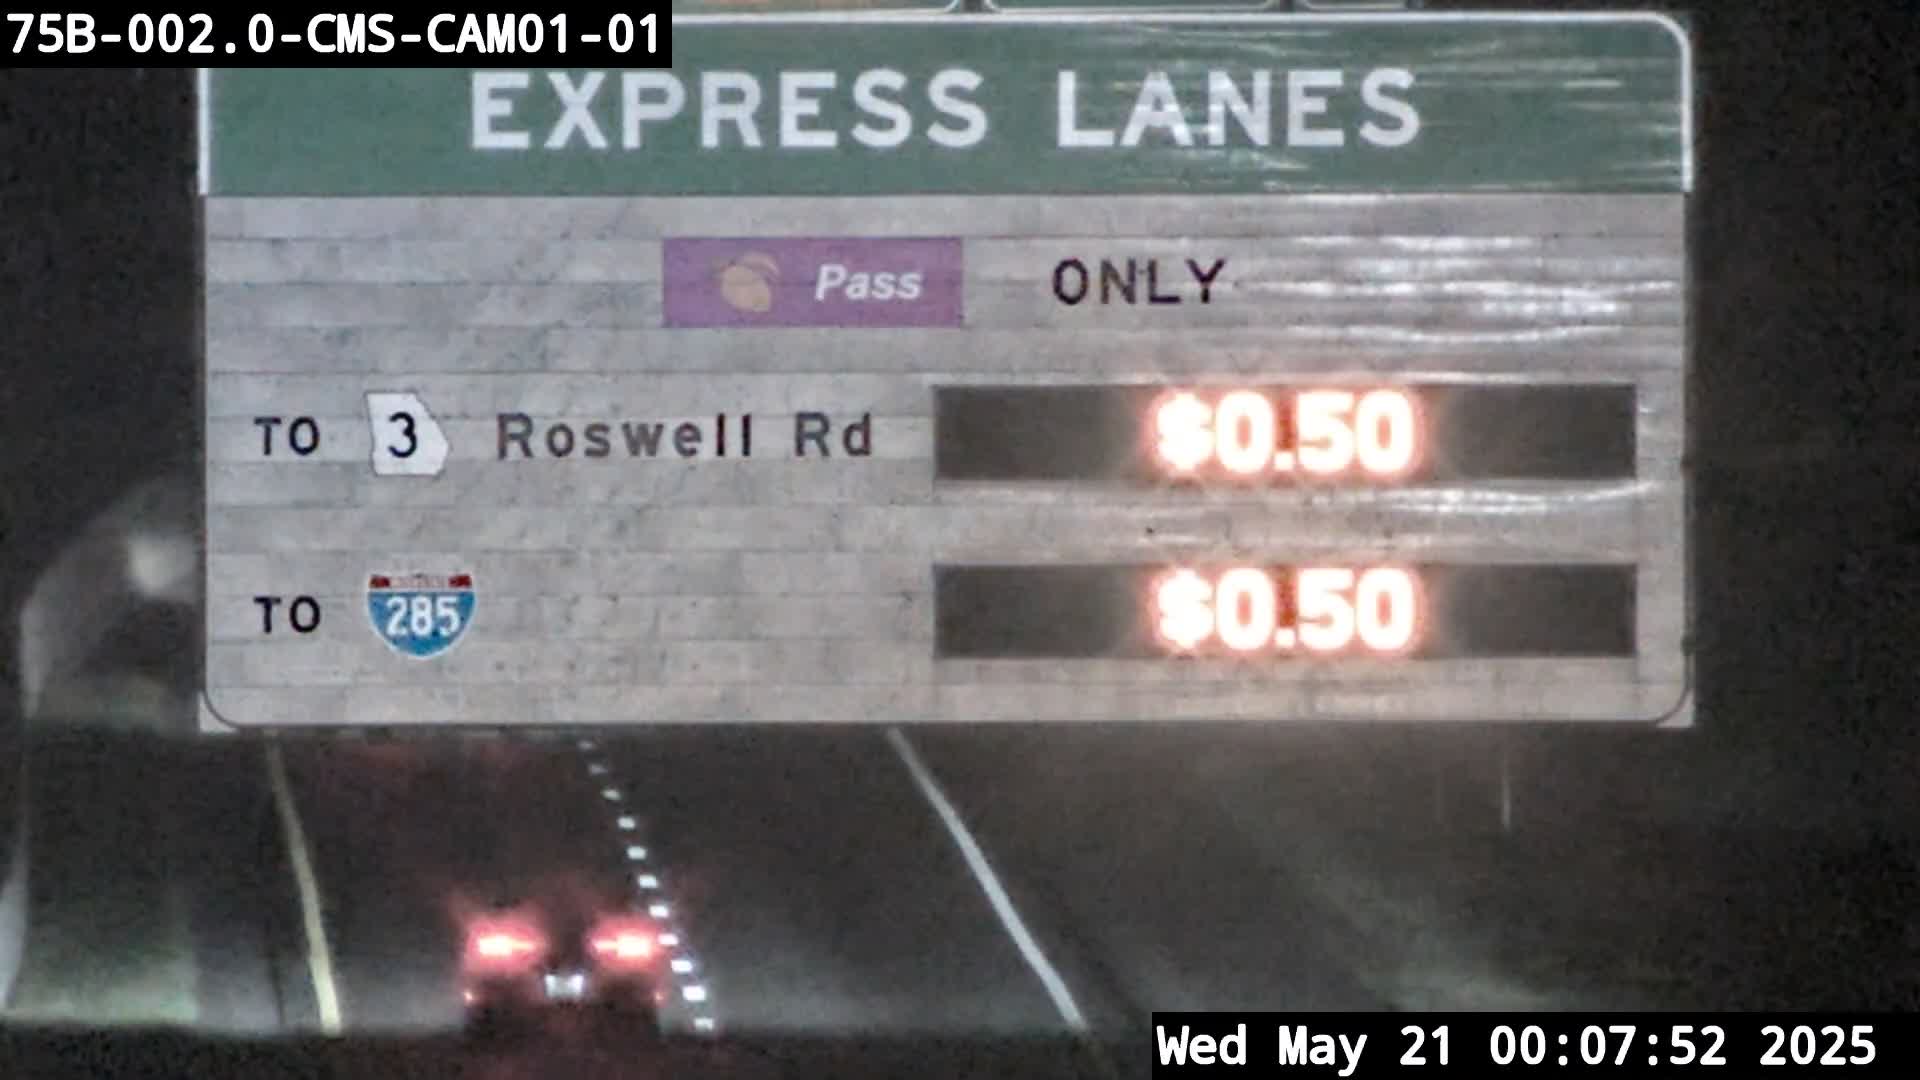 75B-002.0-CMS-CAM01-01
EXPRESS LANES
Pass ONLY
TO 3 Roswell Rd $0.50
TO 285 $0.50
Wed May 21 00:07:52 2025